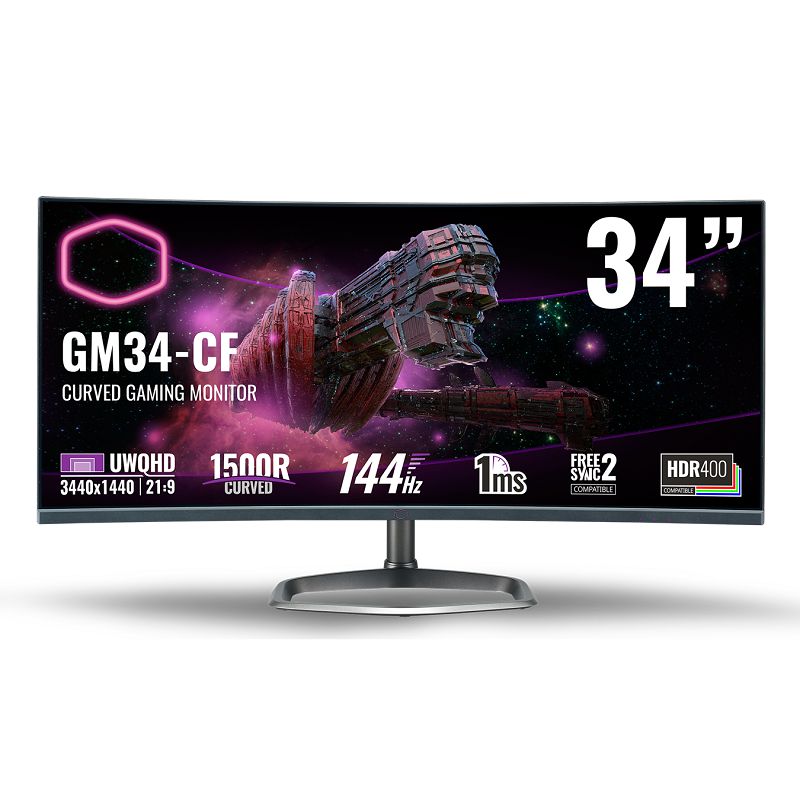 34”
GM34-CF
CURVED GAMING MONITOR
UWQHD
3440x1440 | 21:9
1500R
CURVED
144Hz
1ms
FREE
SYNC 2
COMPATIBLE
HDR400
COMPATIBLE